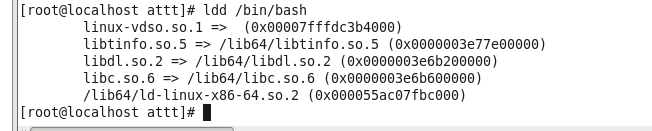 [root@localhost attt]# ldd /bin/bash
linux-vdso.so.1 =>  (0x00007fffdc3b4000)
libtinfo.so.5 => /lib64/libtinfo.so.5 (0x0000003e77e00000)
libdl.so.2 => /lib64/libdl.so.2 (0x0000003e6b200000)
libc.so.6 => /lib64/libc.so.6 (0x0000003e6b600000)
/lib64/ld-linux-x86-64.so.2 (0x000055ac07fbc000)
[root@localhost attt]#